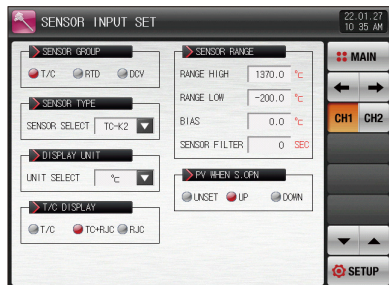 SENSOR INPUT SET
22.01.27
10:35 AM
SENSOR GROUP
T/C RTD DCV
SENSOR TYPE
SENSOR SELECT TC-K2
DISPLAY UNIT
UNIT SELECT ℃
T/C DISPLAY
T/C TC+RJC RJC
SENSOR RANGE
RANGE HIGH 1370.0 ℃
RANGE LOW -200.0 ℃
BIAS 0.0 ℃
SENSOR FILTER 0 SEC
PV WHEN S.OPN
UNSET UP DOWN
MAIN
CH1 CH2
SETUP